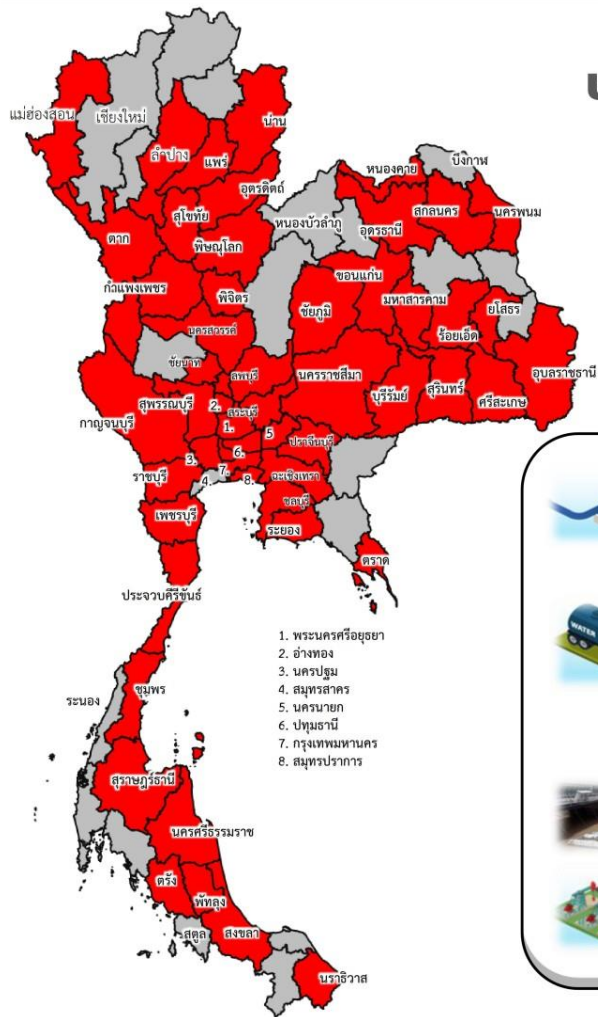 แม่ฮ่องสอน
เชียงใหม่
น่าน
ลำปาง
แพร่
อุตรดิตถ์
สุโขทัย
ตาก
พิษณุโลก
กำแพงเพชร
พิจิตร
นครสวรรค์
ชัยนาท
บึงกาฬ
หนองคาย
หนองบัวลำภู
อุดรธานี
สกลนคร
นครพนม
ขอนแก่น
ชัยภูมิ
มหาสารคาม
ยโสธร
ร้อยเอ็ด
นครราชสีมา
บุรีรัมย์
สุรินทร์
ศรีสะเกษ
อุบลราชธานี
ลพบุรี
สุพรรณบุรี
2.
สระบุรี
1.
กาญจนบุรี
5
ปราจีนบุรี
3.
6.
7.
ราชบุรี
4.
8.
ฉะเชิงเทรา
ชลบุรี
เพชรบุรี
ระยอง
ตราด
ประจวบคีรีขันธ์
1. พระนครศรีอยุธยา
2. อ่างทอง
3. นครปฐม
4. สมุทรสาคร
5 นครนายก
6. ปทุมธานี
7. กรุงเทพมหานคร
8. สมุทรปราการ
ระนอง
ชุมพร
สุราษฎร์ธานี
นครศรีธรรมราช
ตรัง
พัทลุง
สตูล
สงขลา
นราธิวาส
WATER